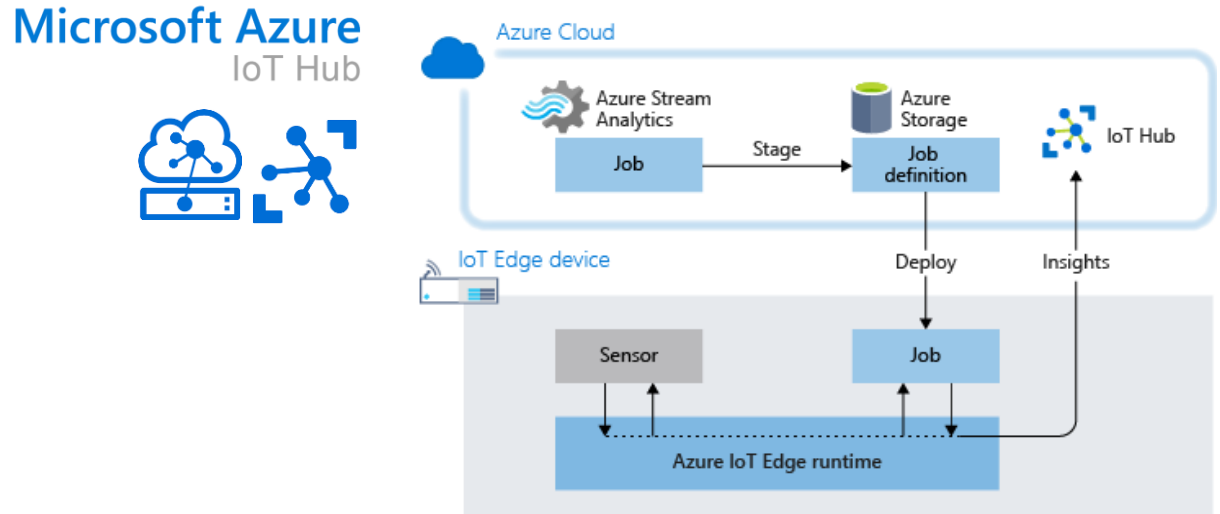 Microsoft Azure
IoT Hub
Azure Cloud
Azure Stream
Analytics
Job
Stage
Azure
Storage
Job
definition
IoT Hub
IoT Edge device
Deploy
Insights
Sensor
Job
Azure IoT Edge runtime